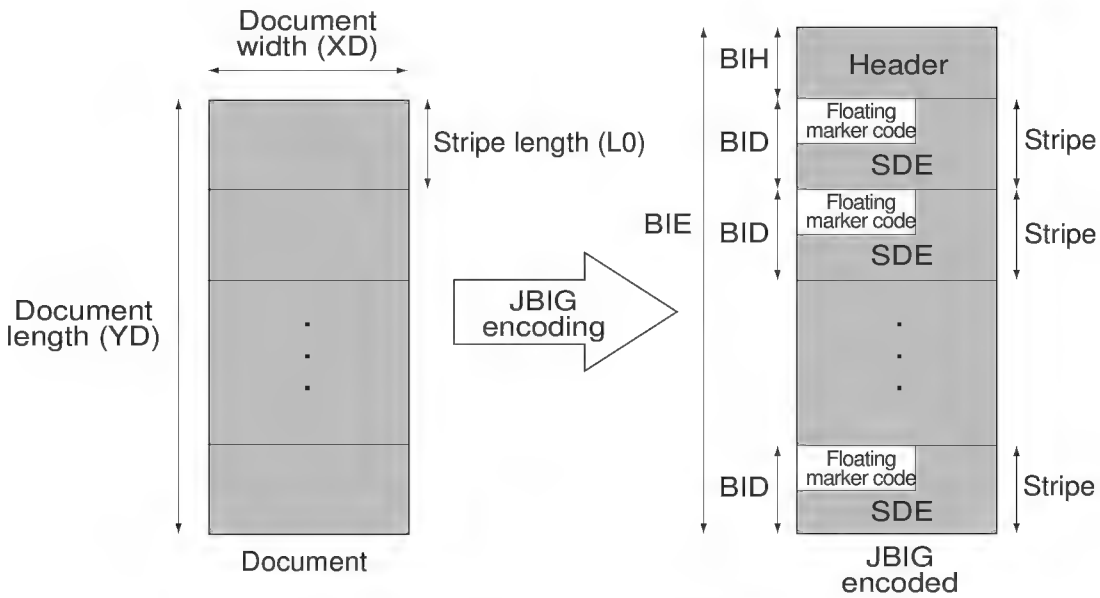 Document
width (XD)
Stripe length (L0)
Document
length (YD)
Document
JBIG
encoding
BIE
BIH
Header
BID
Floating
marker code
SDE
Stripe
BID
Floating
marker code
SDE
Stripe
BID
Floating
marker code
SDE
Stripe
JBIG
encoded